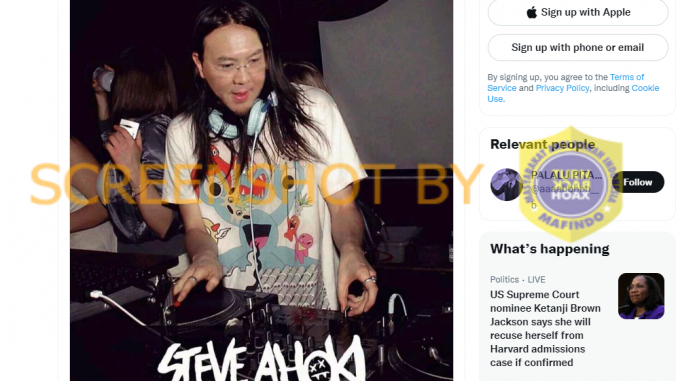 Sign up with Apple
Sign up with phone or email
By signing up, you agree to the Terms of
Service and Privacy Policy, including Cookie
Use.
Relevant people
Follow
SCREENSHOT BY
HOAX
MAFINDO
What's happening
Politics · LIVE
US Supreme Court
nominee Ketanji Brown
Jackson says she will
recuse herself from
Harvard admissions
case if confirmed
STEVE AHOKI